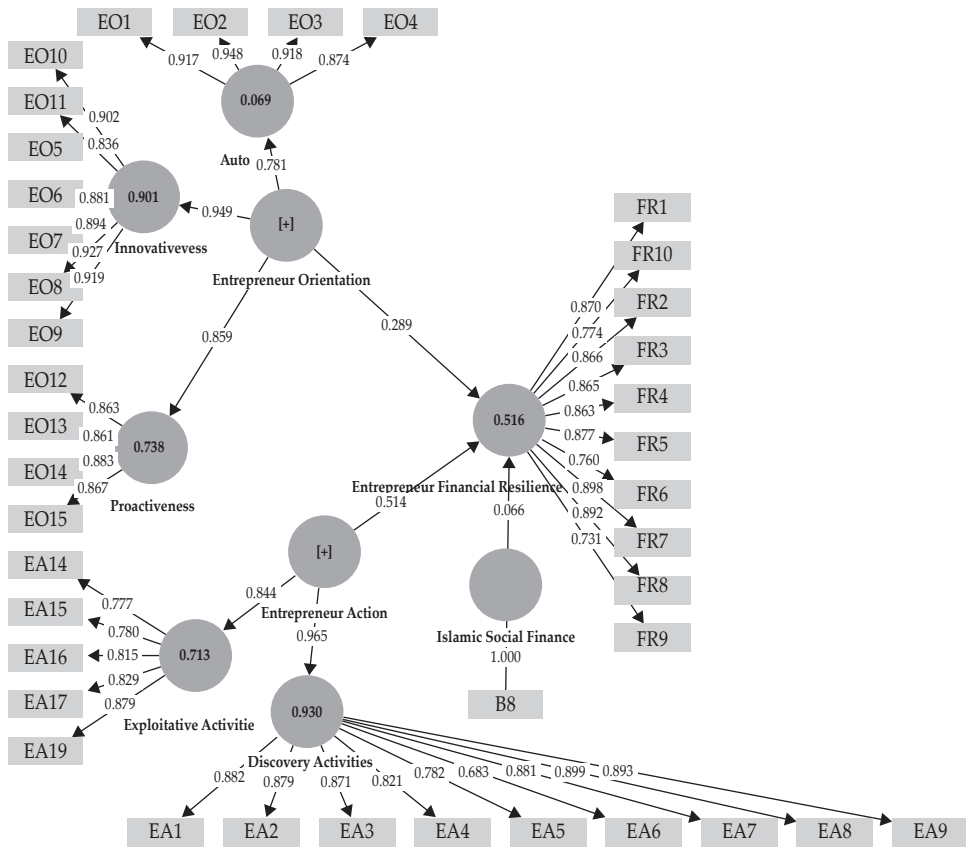 EO1 EO2 EO3 EO4
EO10
0.917 0.948 0.918 0.874
EO11
0.069
0.902
EO5
0.836
Auto 0.781
EO6
0.881
0.901
0.949
[+]
FR1
EO7
0.894
Innovativevess
0.927
FR10
EO8
0.919
Entrepreneur Orientation
0.870
FR2
EO9
0.859
0.289
0.774
0.866
FR3
EO12
0.865
0.863
0.863
FR4
EO13
0.861
0.738
0.516
0.877
FR5
EO14
0.883
0.760
0.867
Entrepreneur Financial Resilience
0.898
FR6
EO15
Proactiveness
0.514
0.066
0.892
FR7
0.731
EA14
[+]
0.844
FR8
0.777
EA15
Entrepreneur Action
0.780
0.965
Islamic Social Finance
FR9
EA16
0.815
0.713
1.000
EA17
0.829
0.879
B8
Exploitative Activitie
0.930
EA19
Discovery Activities
0.882 0.879 0.871 0.821 0.782 0.683 0.881 0.899 0.893
EA1 EA2 EA3 EA4 EA5 EA6 EA7 EA8 EA9